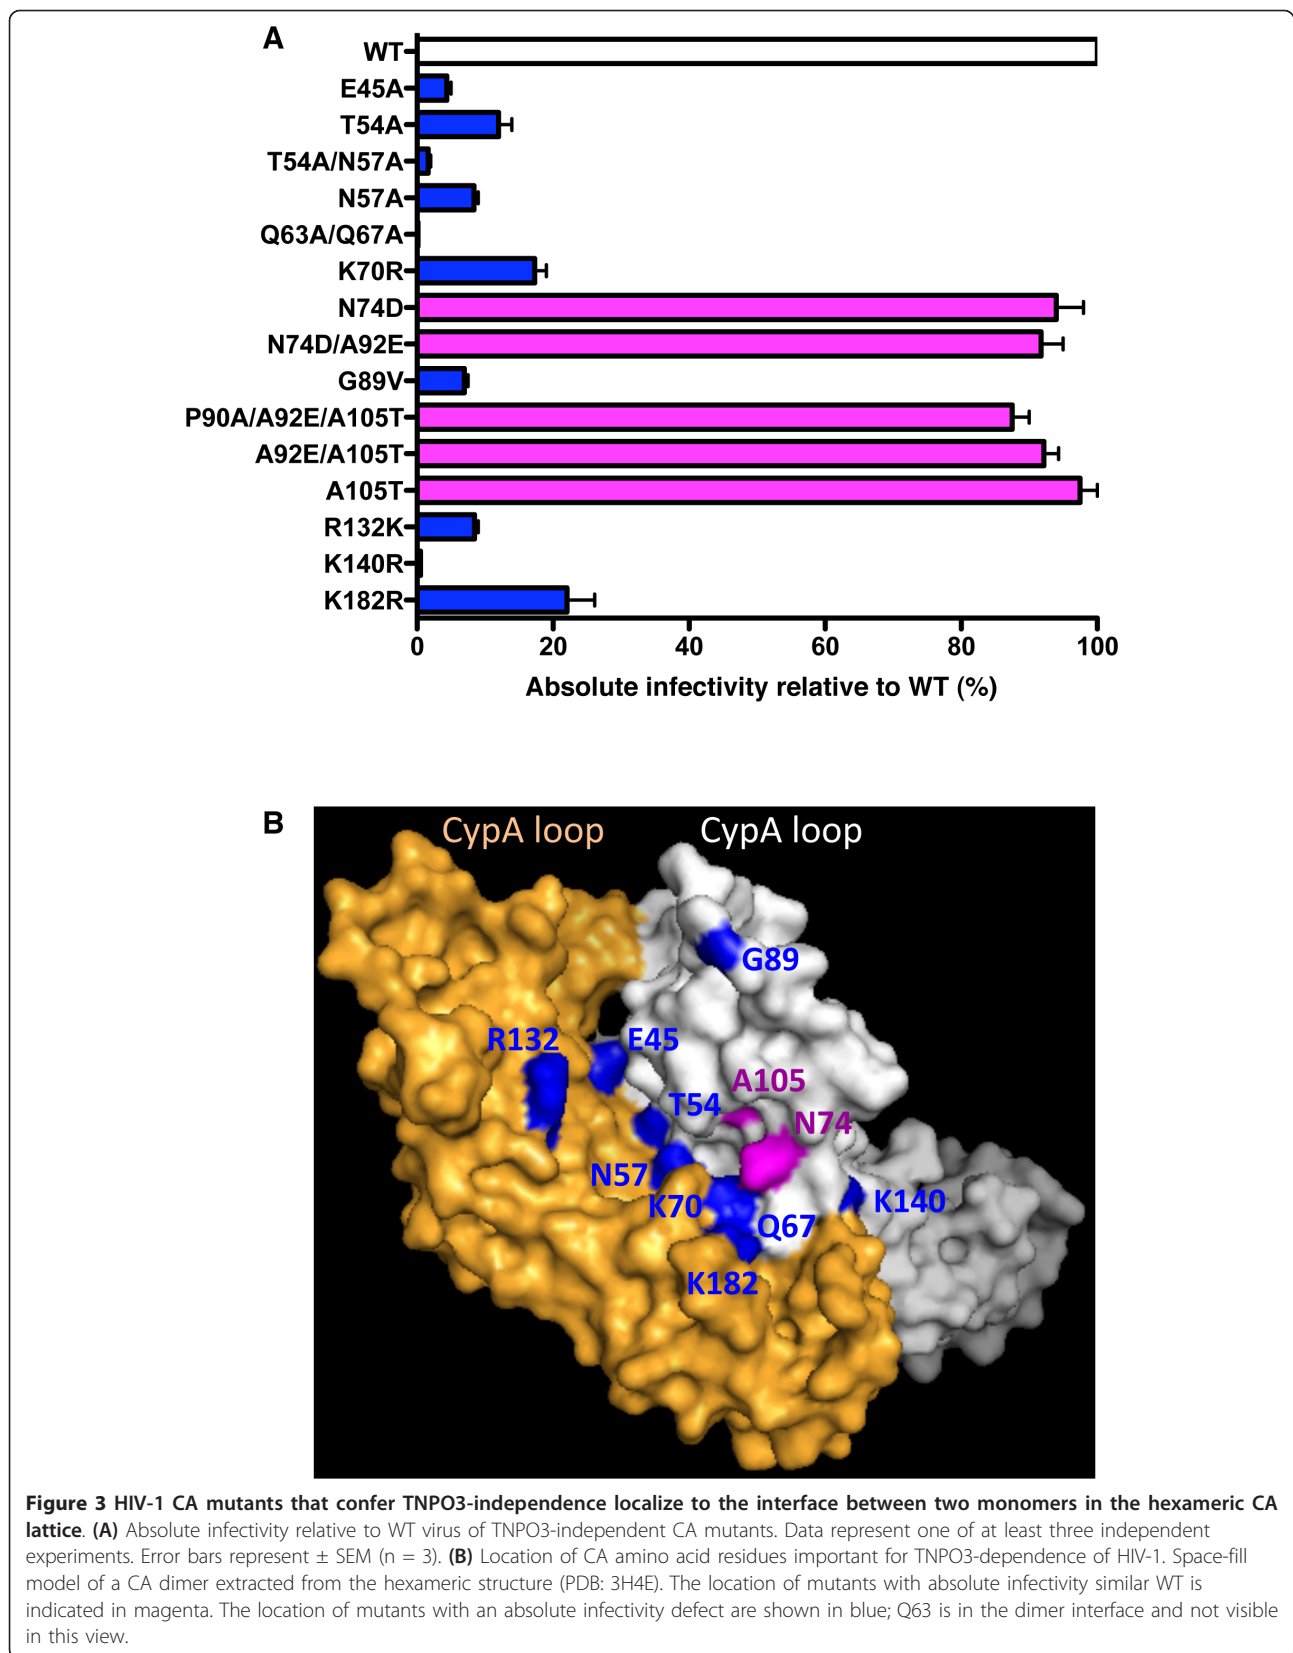 A
WT
E45A
T54A
T54A/N57A
N57A
Q63A/Q67A
K70R
N74D
N74D/A92E
G89V
P90A/A92E/A105T
A92E/A105T
A105T
R132K
K140R
K182R
0 20 40 60 80 100
Absolute infectivity relative to WT (%)
B
CypA loop CypA loop
G89
R132 E45
A105
T54
N74
N57
K70
K140
Q67
K182
Figure 3 HIV-1 CA mutants that confer TNPO3-independence localize to the interface between two monomers in the hexameric CA
lattice. (A) Absolute infectivity relative to WT virus of TNPO3-independent CA mutants. Data represent one of at least three independent
experiments. Error bars represent ± SEM (n = 3). (B) Location of CA amino acid residues important for TNPO3-dependence of HIV-1. Space-fill
model of a CA dimer extracted from the hexameric structure (PDB: 3H4E). The location of mutants with absolute infectivity similar WT is
indicated in magenta. The location of mutants with an absolute infectivity defect are shown in blue; Q63 is in the dimer interface and not visible
in this view.